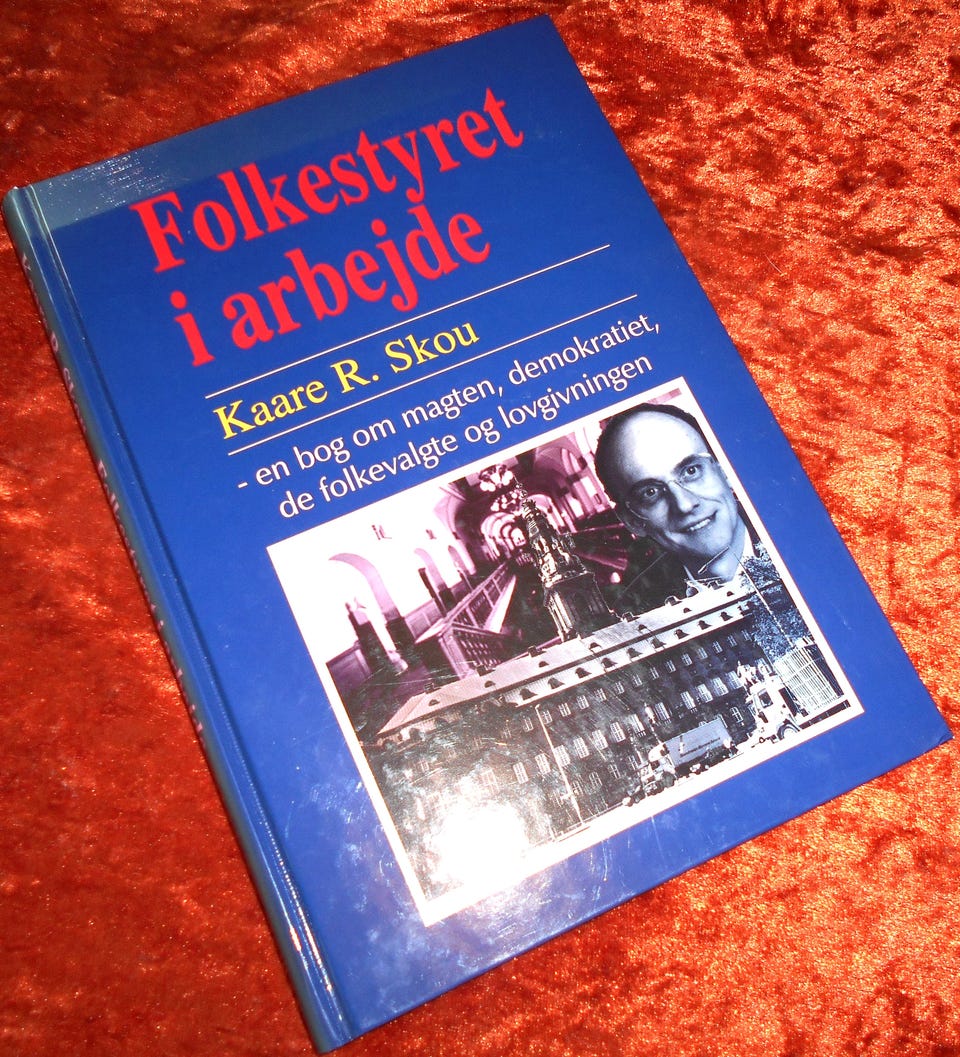 Folkestyret
i arbejde
Kaare R. Skou
- en bog om magten, demokratiet,
de folkevalgte og lovgivningen